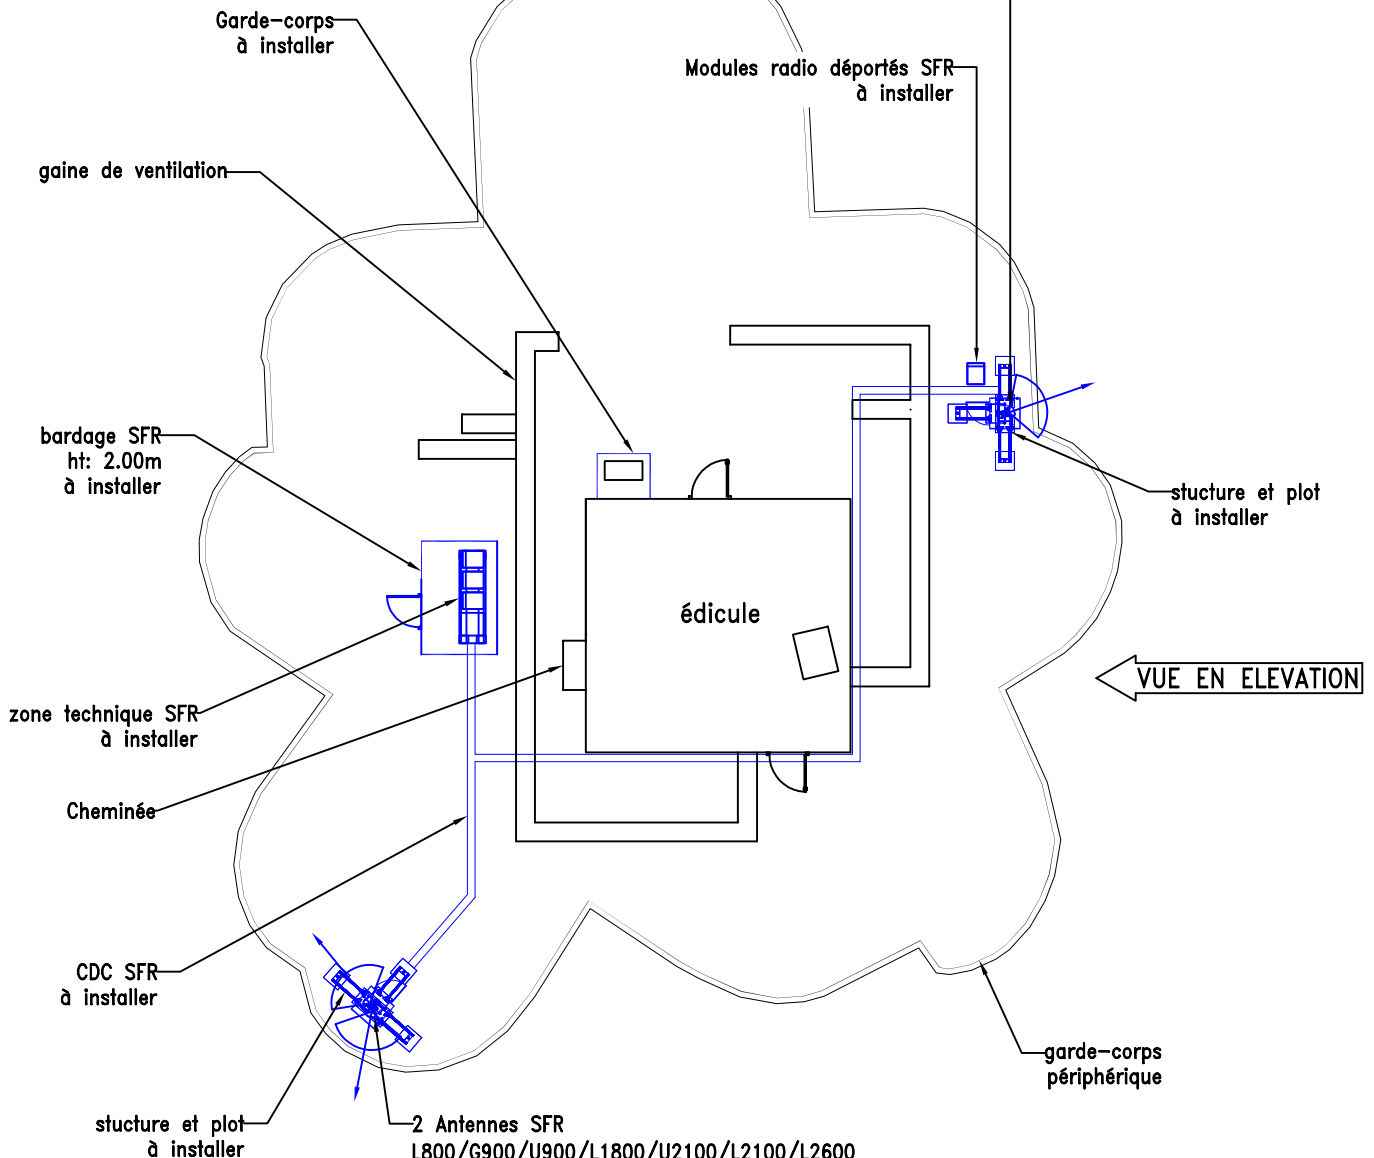 Garde-corps
à installer
Modules radio déportés SFR
à installer
gaine de ventilation
bardage SFR
ht: 2.00m
à installer
stucture et plot
à installer
édicule
VUE EN ELEVATION
zone technique SFR
à installer
Cheminée
CDC SFR
à installer
garde-corps
périphérique
stucture et plot
à installer
2 Antennes SFR
L800/G900/U900/L1800/U2100/L2100/L2600